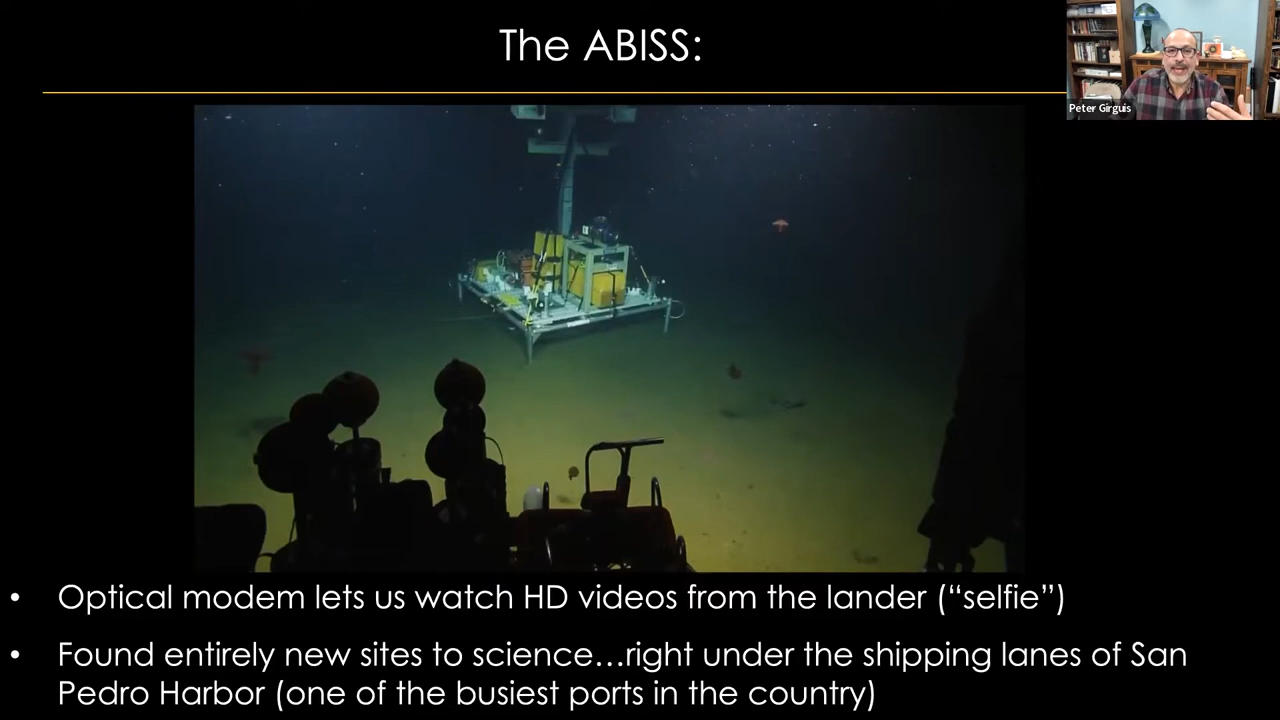 The ABISS:
Peter Girguis
• Optical modem lets us watch HD videos from the lander (“selfie”)
• Found entirely new sites to science…right under the shipping lanes of San
Pedro Harbor (one of the busiest ports in the country)